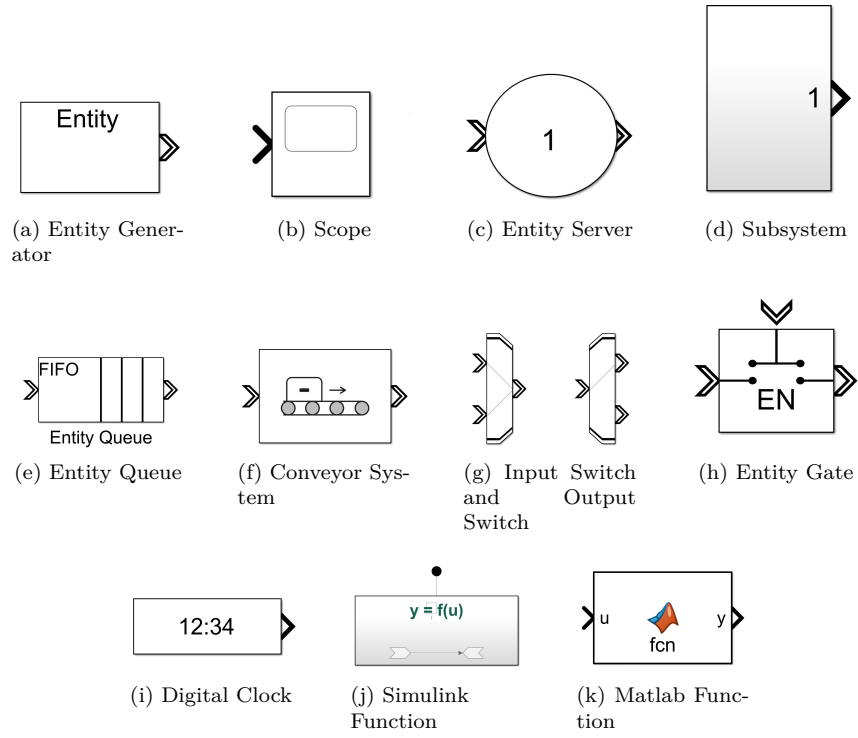 Entity
1
1
(a) Entity Gener-
ator
(b) Scope
(c) Entity Server
(d) Subsystem
FIFO
Entity Queue
EN
(e) Entity Queue
(f) Conveyor Sys-
tem
(g) Input Switch
and Output
Switch
(h) Entity Gate
12:34
y = f(u)
u
fcn
y
(i) Digital Clock
(j) Simulink
Function
(k) Matlab Func-
tion